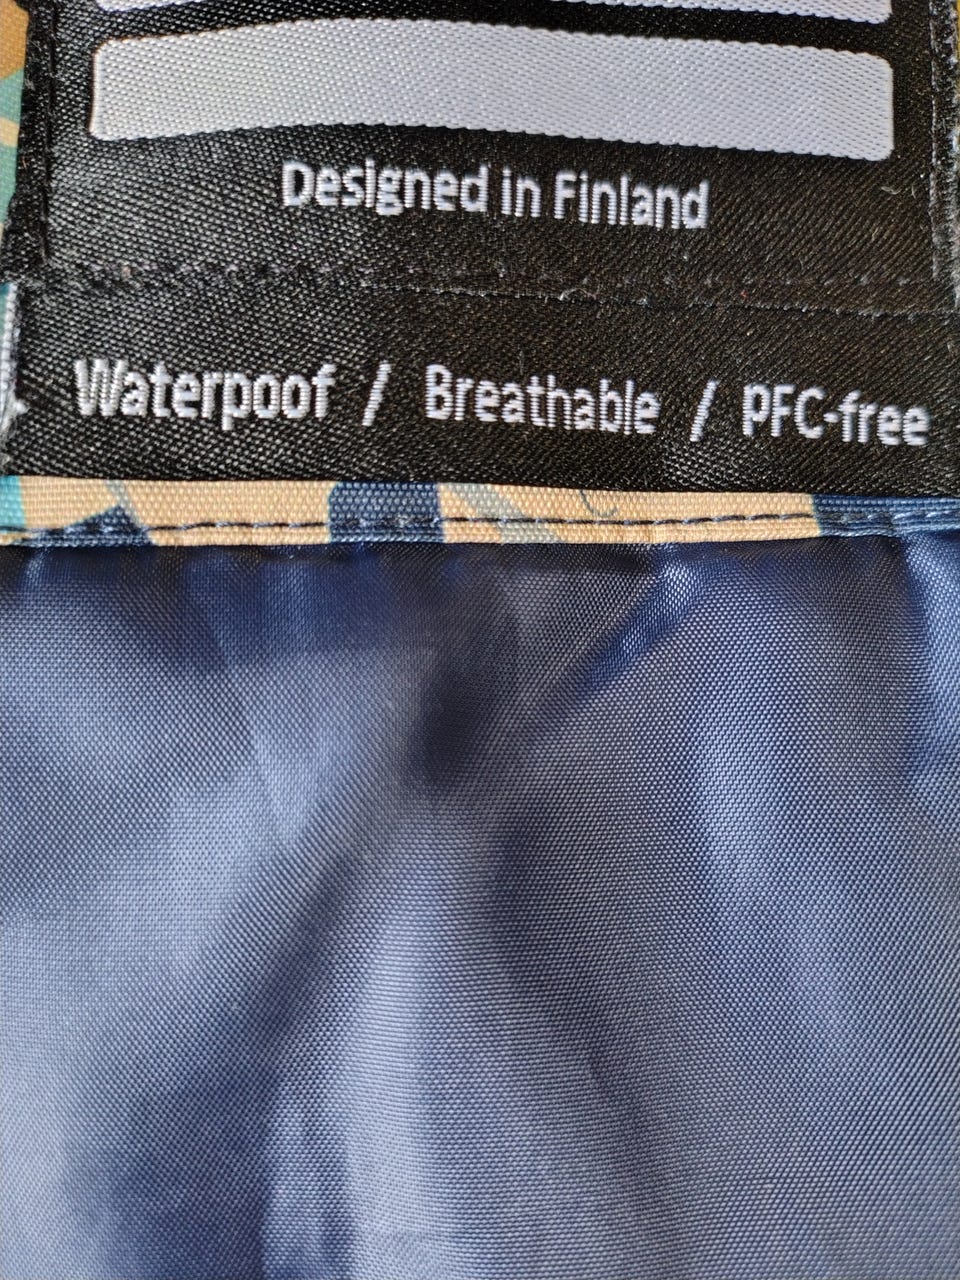 Designed in Finland
Waterpoof / Breathable / PFC-free